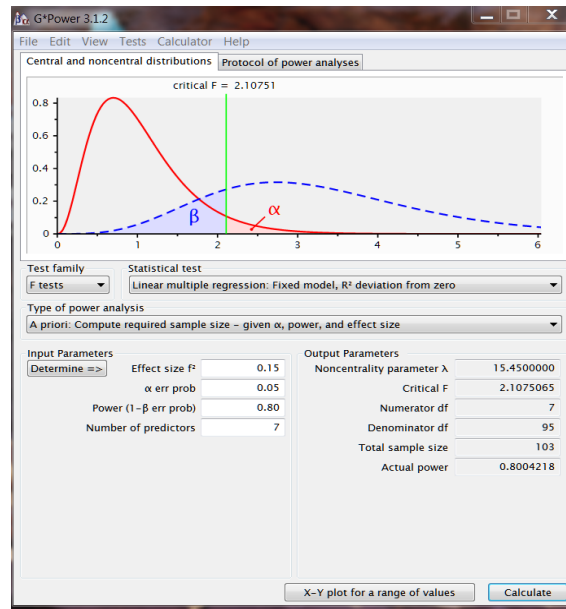 G*Power 3.1.2
File Edit View Tests Calculator Help
Central and noncentral distributions Protocol of power analyses
critical F = 2.10751
0.8
0.6
0.4
0.2
0
β
α
0 1 2 3 4 5 6
Test family Statistical test
F tests Linear multiple regression: Fixed model, R² deviation from zero
Type of power analysis
A priori: Compute required sample size – given α, power, and effect size
Input Parameters Output Parameters
Determine => Effect size f² 0.15 Noncentrality parameter λ 15.4500000
α err prob 0.05 Critical F 2.1075065
Power (1-β err prob) 0.80 Numerator df 7
Number of predictors 7 Denominator df 95
Total sample size 103
Actual power 0.8004218
X-Y plot for a range of values Calculate